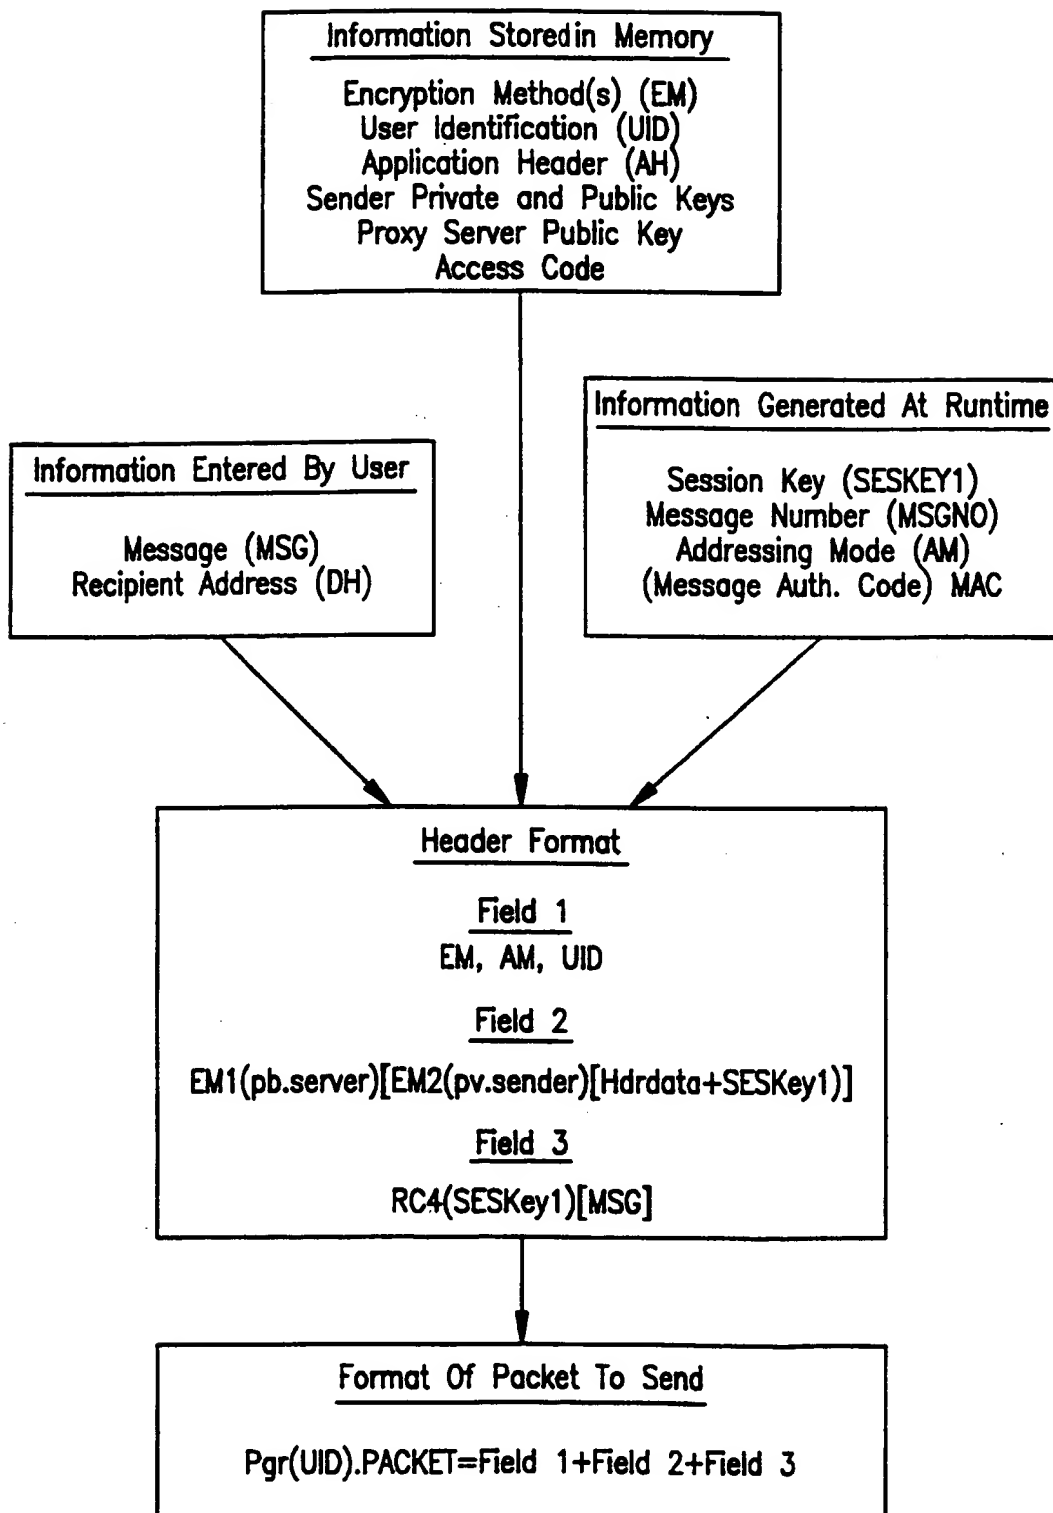 Information Storedin Memory
Encryption Method(s) (EM)
User Identification (UID)
Application Header (AH)
Sender Private and Public Keys
Proxy Server Public Key
Access Code
Information Entered By User
Message (MSG)
Recipient Address (DH)
Information Generated At Runtime
Session Key (SESKEY1)
Message Number (MSGNO)
Addressing Mode (AM)
(Message Auth. Code) MAC
Header Format
Field 1
EM, AM, UID
Field 2
EM1(pb.server)[EM2(pv.sender)[Hdrdata+SESKey1)]
Field 3
RC4(SESKey1)[MSG]
Format Of Packet To Send
Pgr(UID).PACKET=Field 1+Field 2+Field 3